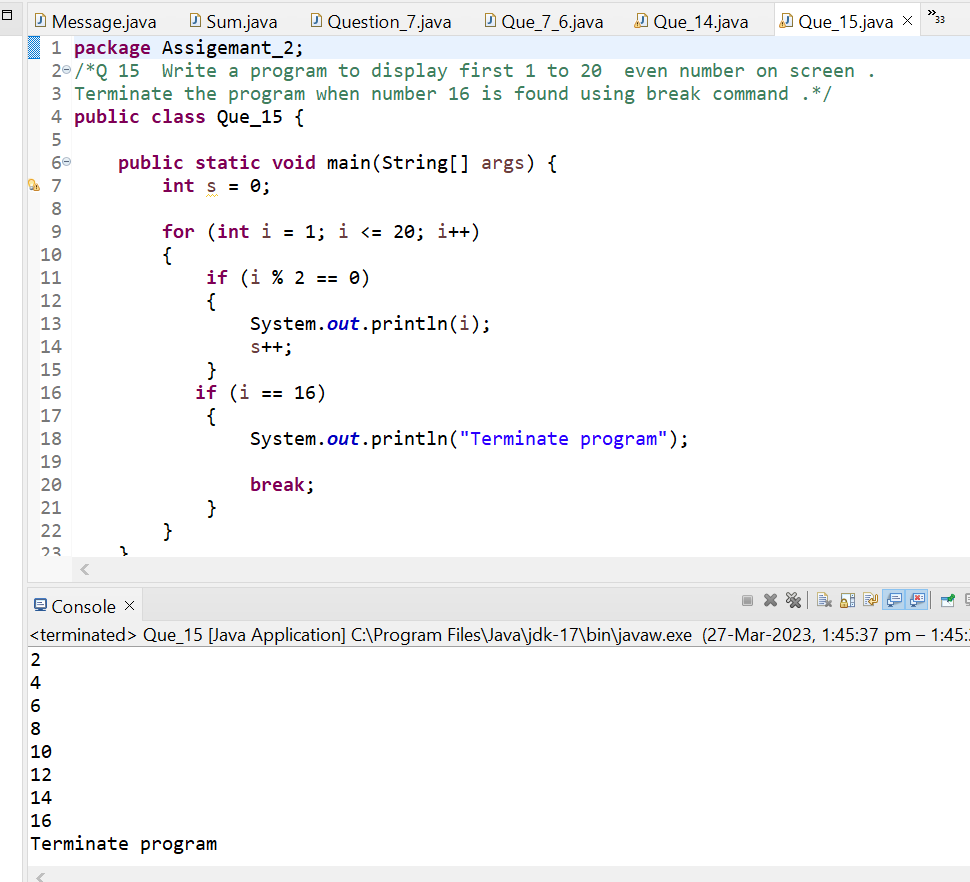 Message.java Sum.java Question_7.java Que_7_6.java Que_14.java Que_15.java »33
1 package Assigemant_2;
2 /*Q 15  Write a program to display first 1 to 20  even number on screen .
3 Terminate the program when number 16 is found using break command .*/
4 public class Que_15 {
5
6     public static void main(String[] args) {
7         int s = 0;
8
9         for (int i = 1; i <= 20; i++)
10         {
11             if (i % 2 == 0)
12             {
13                 System.out.println(i);
14                 s++;
15             }
16            if (i == 16)
17             {
18                 System.out.println("Terminate program");
19
20                 break;
21             }
22         }
23     }
Console
<terminated> Que_15 [Java Application] C:\Program Files\Java\jdk-17\bin\javaw.exe  (27-Mar-2023, 1:45:37 pm – 1:45:
2
4
6
8
10
12
14
16
Terminate program